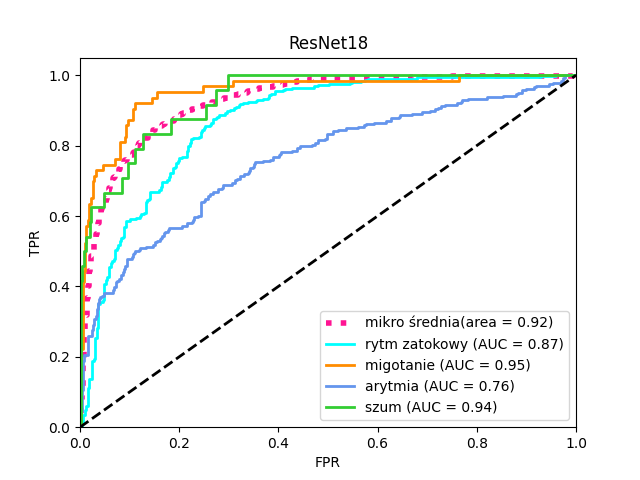 ResNet18
1.0
0.8
0.6
0.4
0.2
0.0
TPR
mikro średnia(area = 0.92)
rytm zatokowy (AUC = 0.87)
migotanie (AUC = 0.95)
arytmia (AUC = 0.76)
szum (AUC = 0.94)
0.0 0.2 0.4 0.6 0.8 1.0
FPR